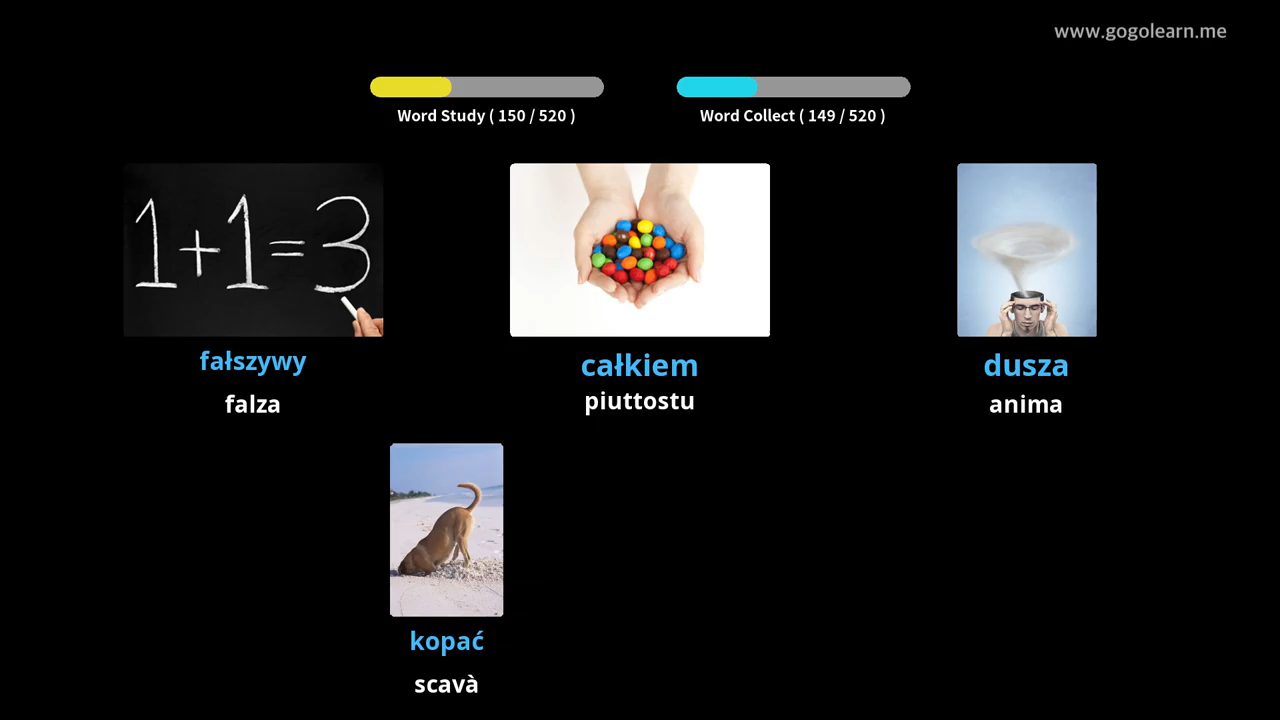 www.gogolearn.me
Word Study ( 150 / 520 )
Word Collect ( 149 / 520 )
1+1=3
fałszywy
falza
całkiem
piuttostu
dusza
anima
kopać
scavà